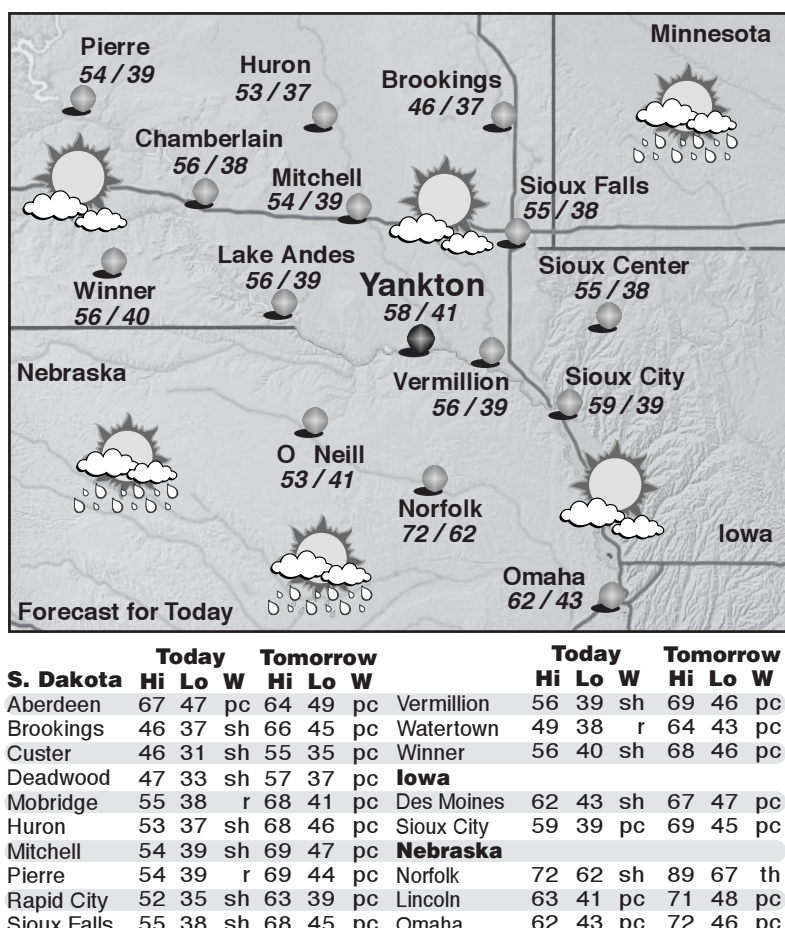 Minnesota
Pierre
54 / 39
Huron
53 / 37
Brookings
46 / 37
Chamberlain
56 / 38
Mitchell
54 / 39
Sioux Falls
55 / 38
Lake Andes
56 / 39
Yankton
58 / 41
Sioux Center
55 / 38
Winner
56 / 40
Nebraska
Vermillion
56 / 39
Sioux City
59 / 39
O Neill
53 / 41
Norfolk
72 / 62
Iowa
Omaha
62 / 43
Forecast for Today
Today Tomorrow
S. Dakota Hi Lo W Hi Lo W
Aberdeen 67 47 pc 64 49 pc
Brookings 46 37 sh 66 45 pc
Custer 46 31 sh 55 35 pc
Deadwood 47 33 sh 57 37 pc
Mobridge 55 38 r 68 41 pc
Huron 53 37 sh 68 46 pc
Mitchell 54 39 sh 69 47 pc
Pierre 54 39 r 69 44 pc
Rapid City 52 35 sh 63 39 pc
Sioux Falls 55 38 sh 68 45 pc
Today Tomorrow
Hi Lo W Hi Lo W
Vermillion 56 39 sh 69 46 pc
Watertown 49 38 r 64 43 pc
Winner 56 40 sh 68 46 pc
Iowa
Des Moines 62 43 sh 67 47 pc
Sioux City 59 39 pc 69 45 pc
Nebraska
Norfolk 72 62 sh 89 67 th
Lincoln 63 41 pc 71 48 pc
Omaha 62 43 pc 72 46 pc